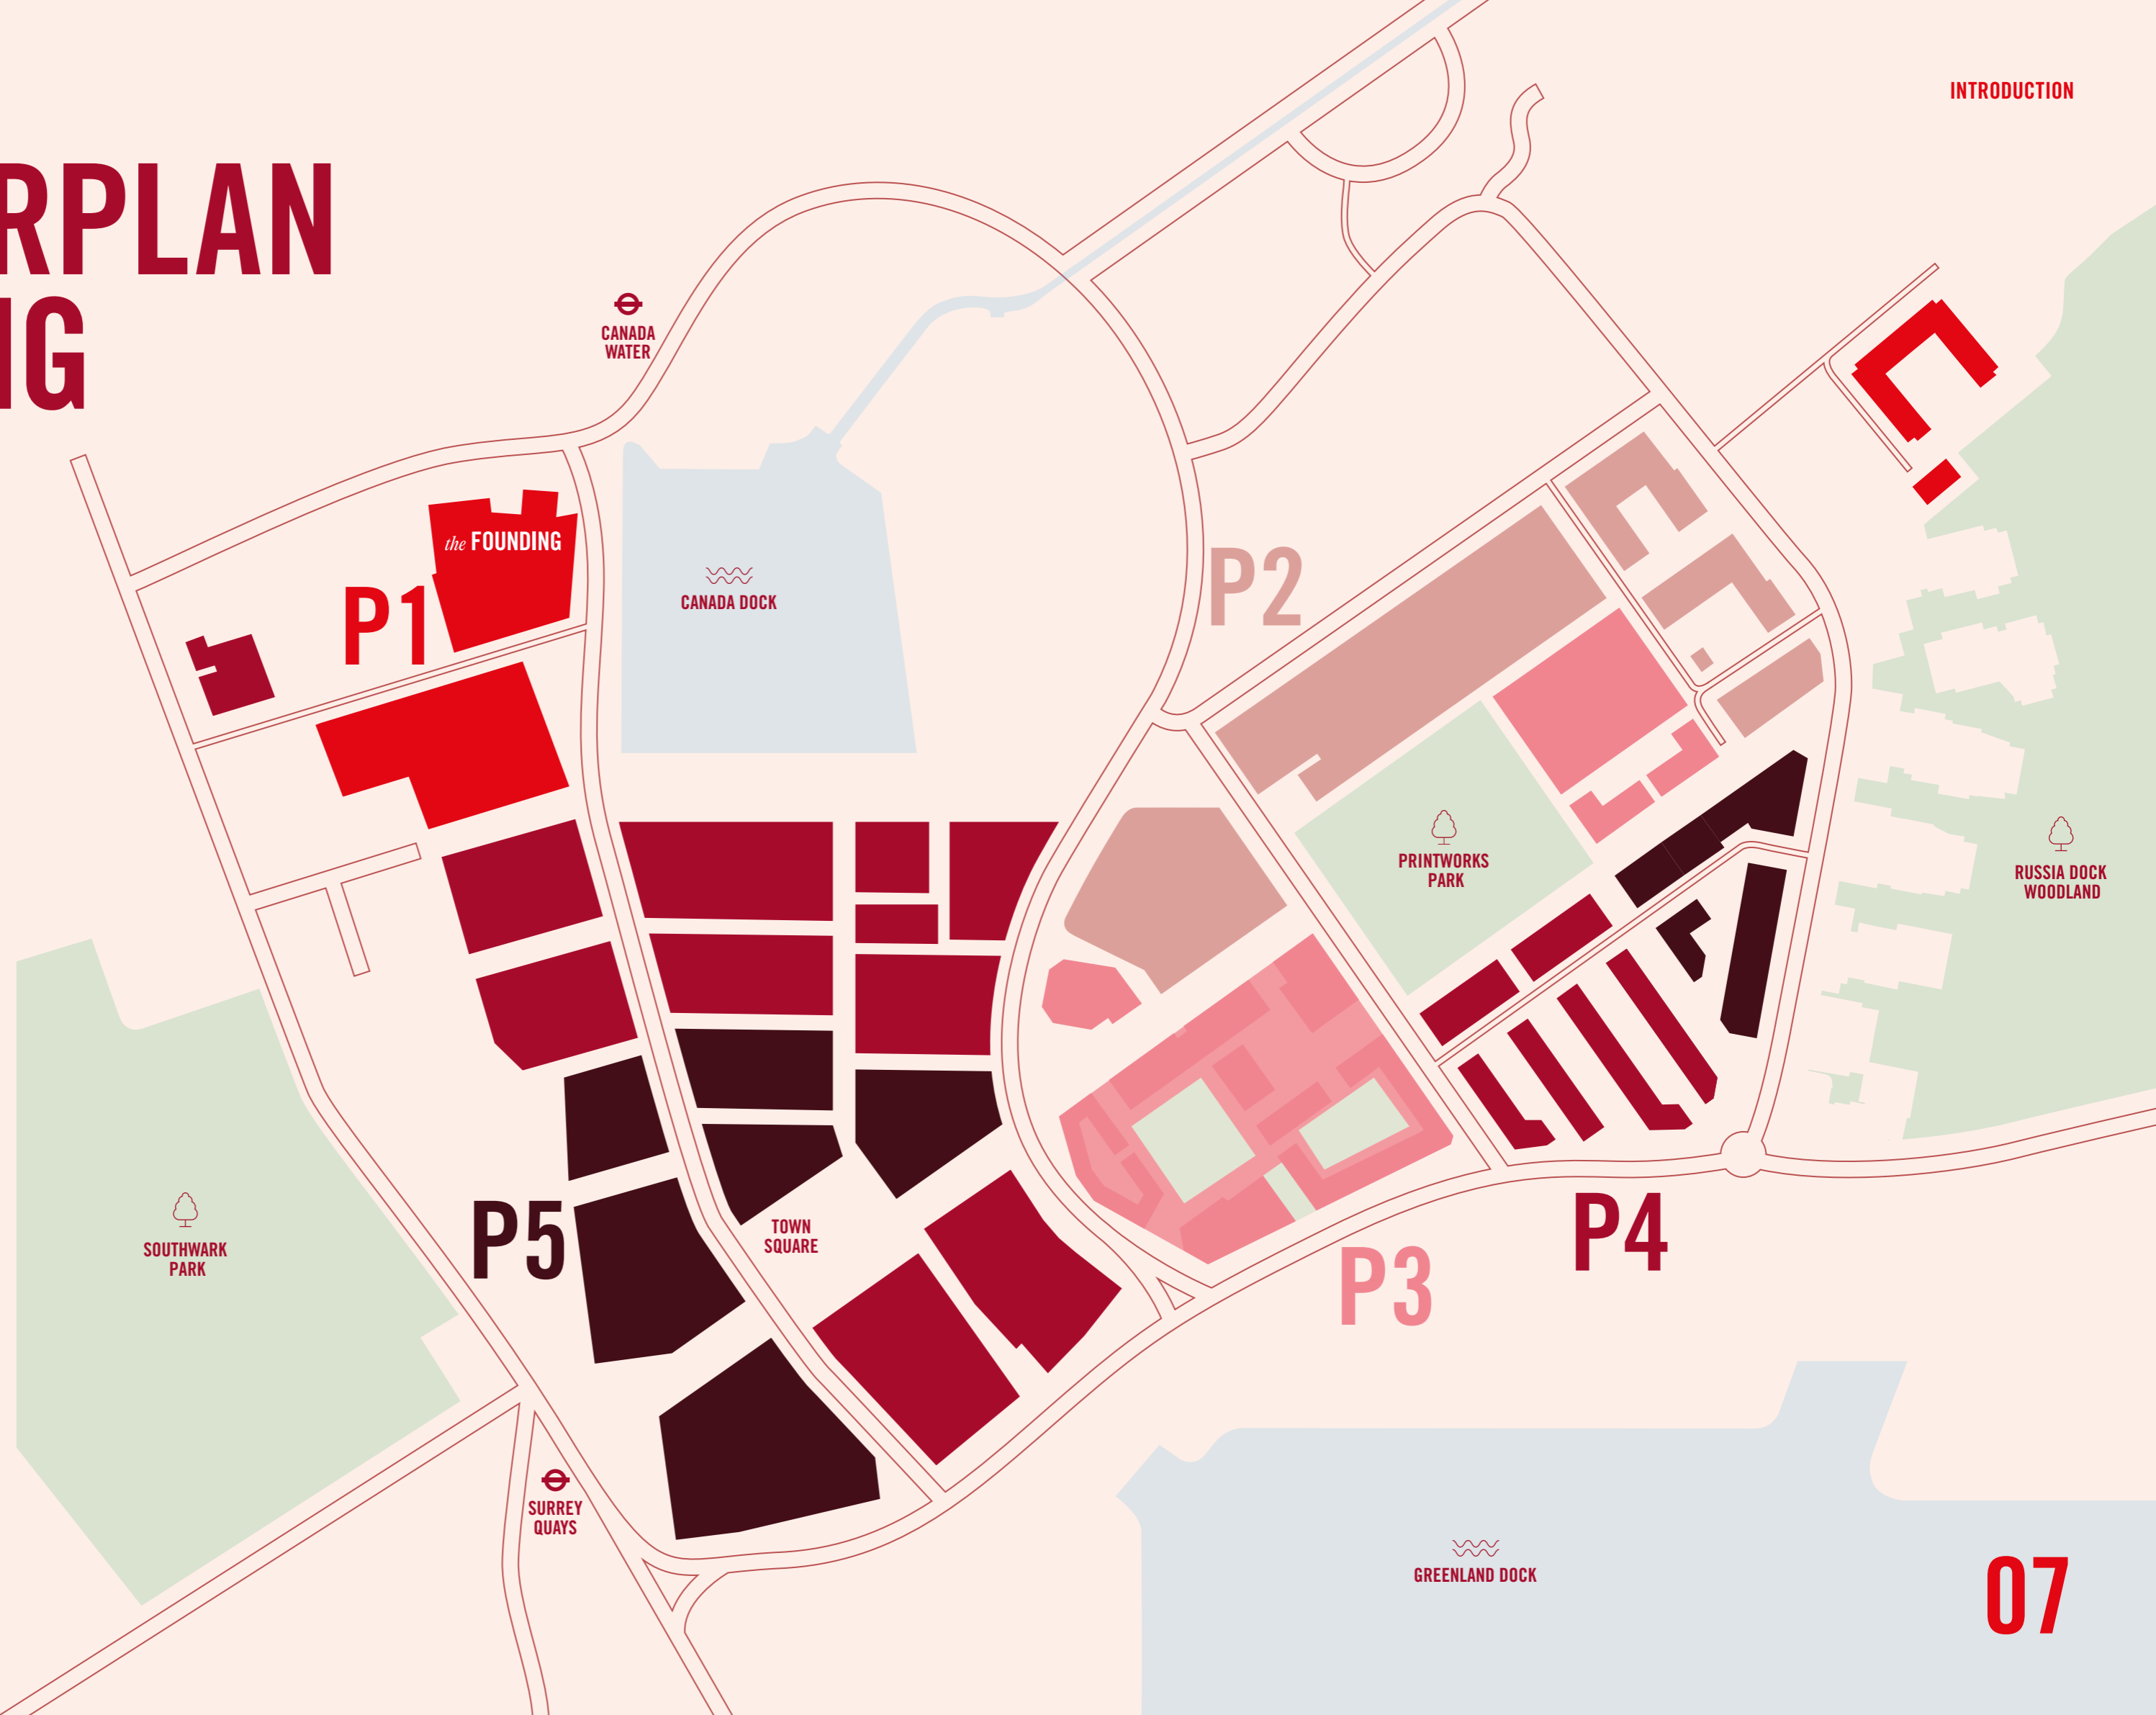 INTRODUCTION
RPLAN
NG
CANADA
WATER
the FOUNDING
P1
CANADA DOCK
P2
PRINTWORKS
PARK
RUSSIA DOCK
WOODLAND
SOUTHWARK
PARK
P5
TOWN
SQUARE
P4
P3
SURREY
QUAYS
GREENLAND DOCK
07